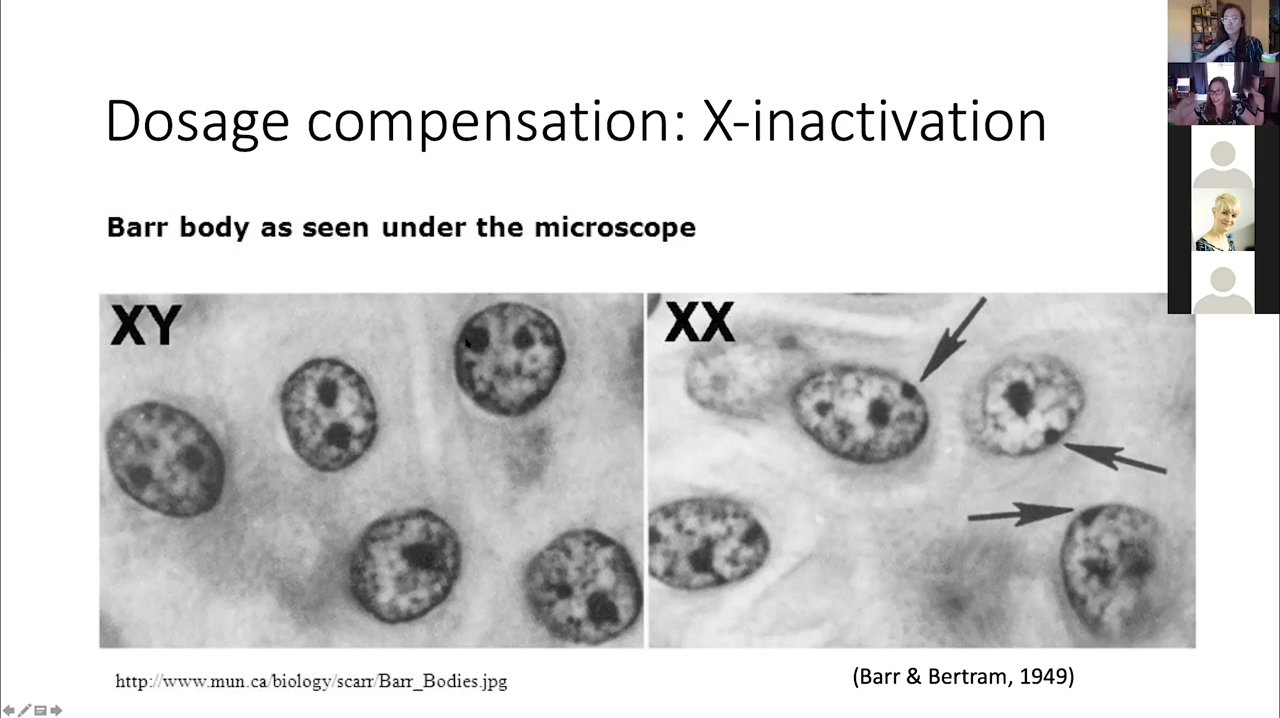 Dosage compensation: X-inactivation
Barr body as seen under the microscope
XY
XX
http://www.mun.ca/biology/scarr/Barr_Bodies.jpg
(Barr & Bertram, 1949)